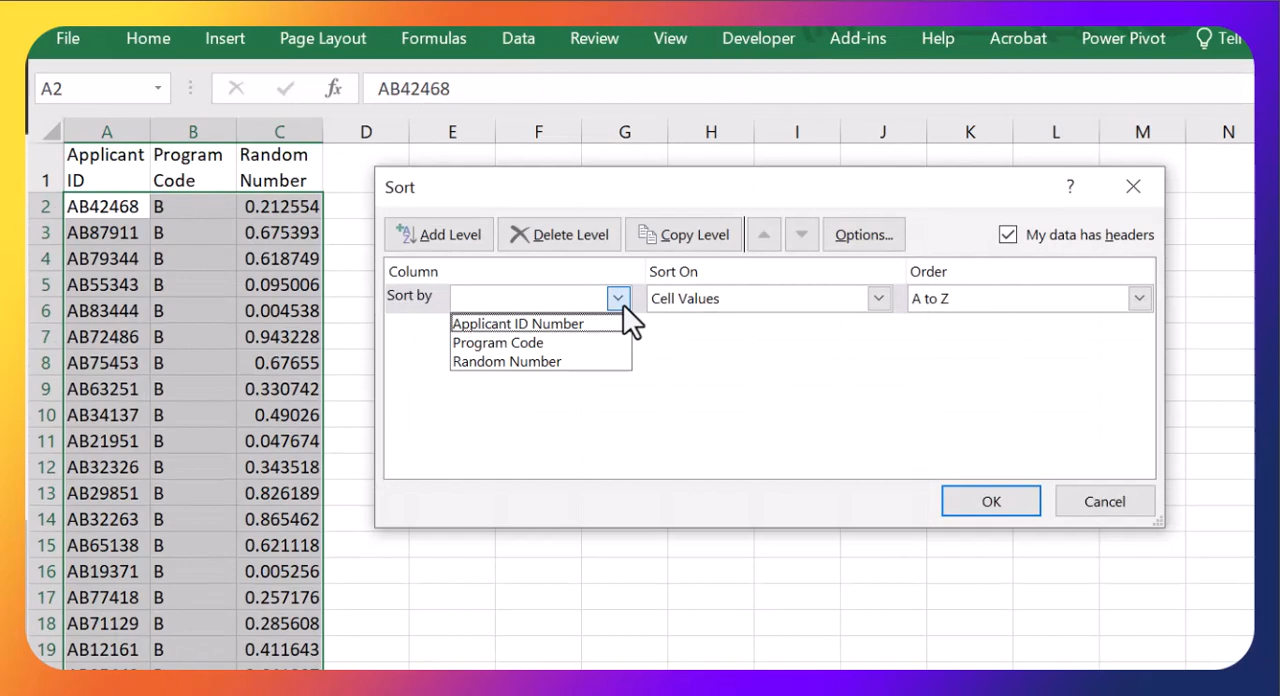 File Home Insert Page Layout Formulas Data Review View Developer Add-ins Help Acrobat Power Pivot Tell
A2 fx AB42468
A B C D E F G H I J K L M N
Applicant Program Random
1 ID Code Number
2 AB42468 B 0.212554
3 AB87911 B 0.675393
4 AB79344 B 0.618749
5 AB55343 B 0.095006
6 AB83444 B 0.004538
7 AB72486 B 0.943228
8 AB75453 B 0.67655
9 AB63251 B 0.330742
10 AB34137 B 0.49026
11 AB21951 B 0.047674
12 AB32326 B 0.343518
13 AB29851 B 0.826189
14 AB32263 B 0.865462
15 AB65138 B 0.621118
16 AB19371 B 0.005256
17 AB77418 B 0.257176
18 AB71129 B 0.285608
19 AB12161 B 0.411643
Sort ?
Add Level Delete Level Copy Level Options... My data has headers
Column Sort On Order
Sort by Cell Values A to Z
Applicant ID Number
Program Code
Random Number
OK Cancel